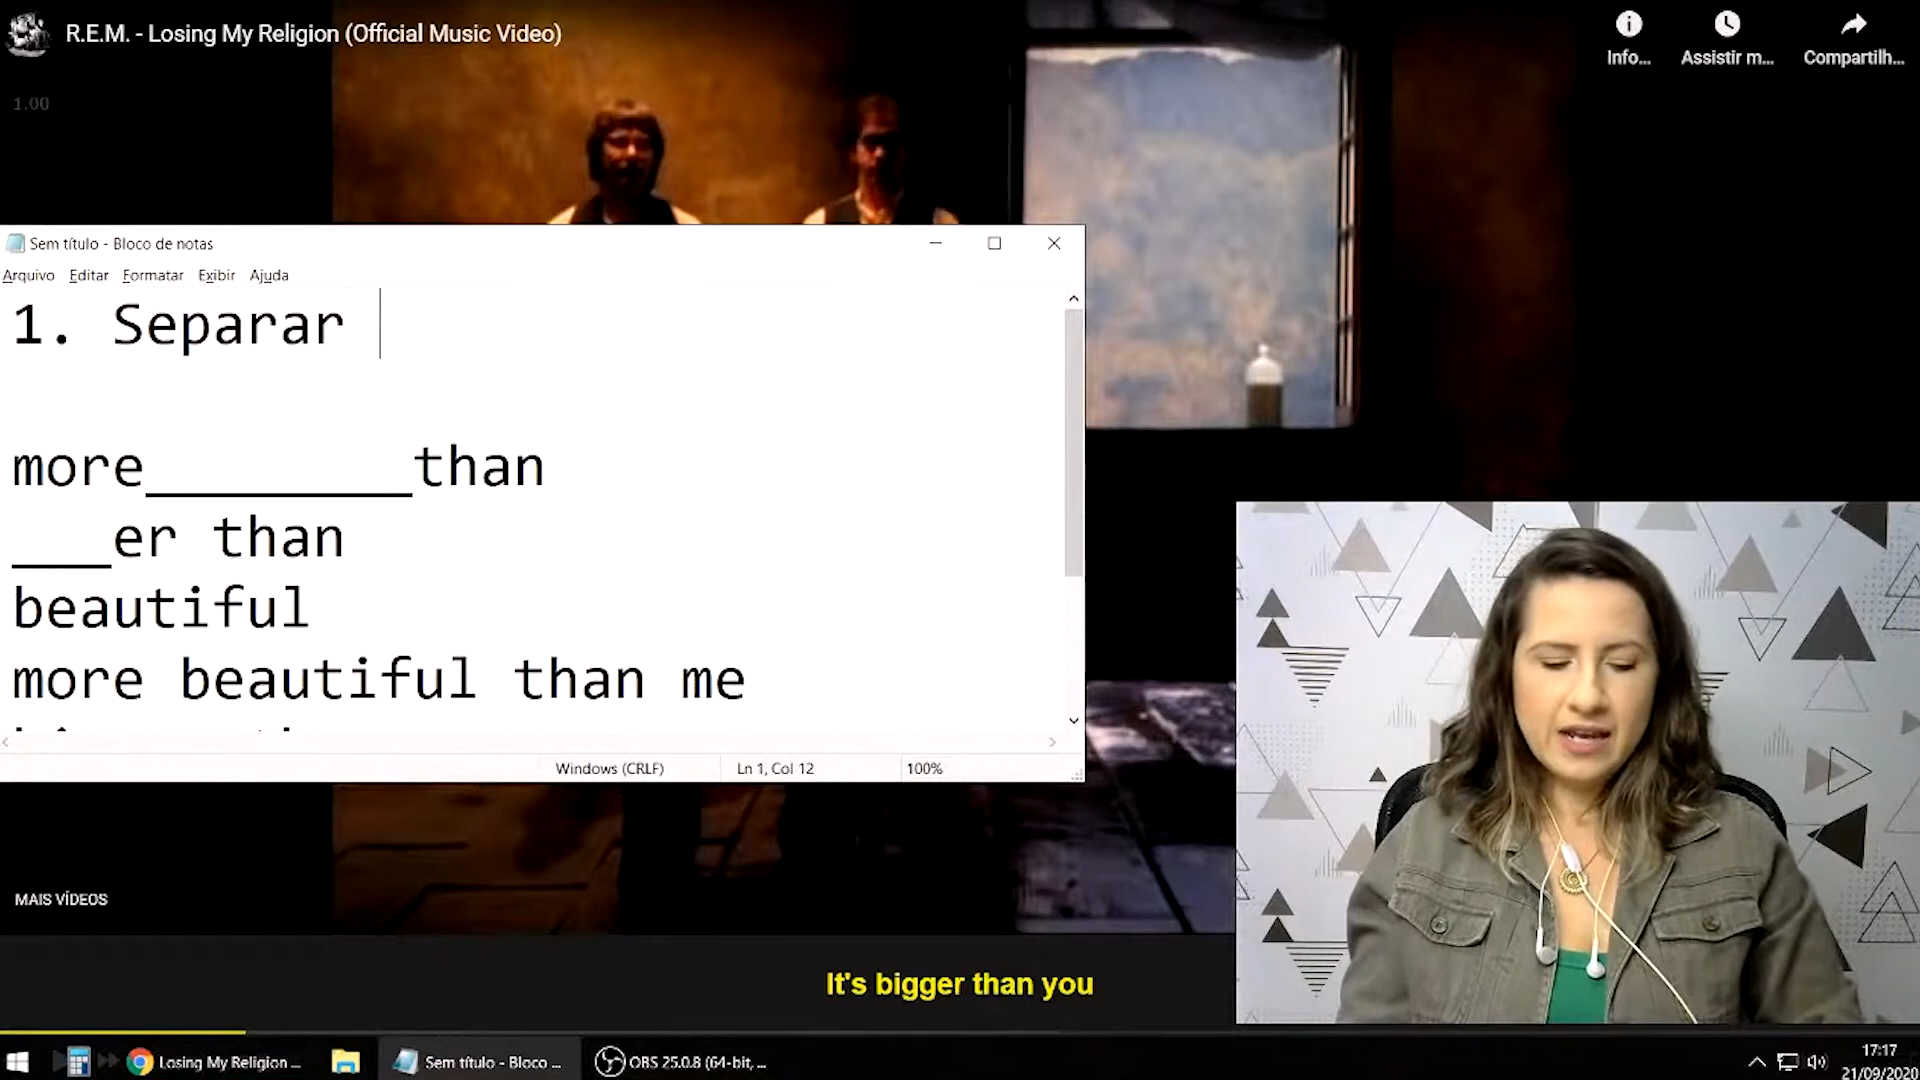 R.E.M. - Losing My Religion (Official Music Video)
Info...
Assistir m...
Compartilh...
1.00
Sem título - Bloco de notas
Arquivo Editar Formatar Exibir Ajuda
1. Separar
more________than
___er than
beautiful
more beautiful than me
Windows (CRLF)
Ln 1, Col 12
100%
MAIS VÍDEOS
It's bigger than you
Losing My Religion ...
Sem título - Bloco ...
OBS 25.0.8 (64-bit, ...
17:17
21/09/2020